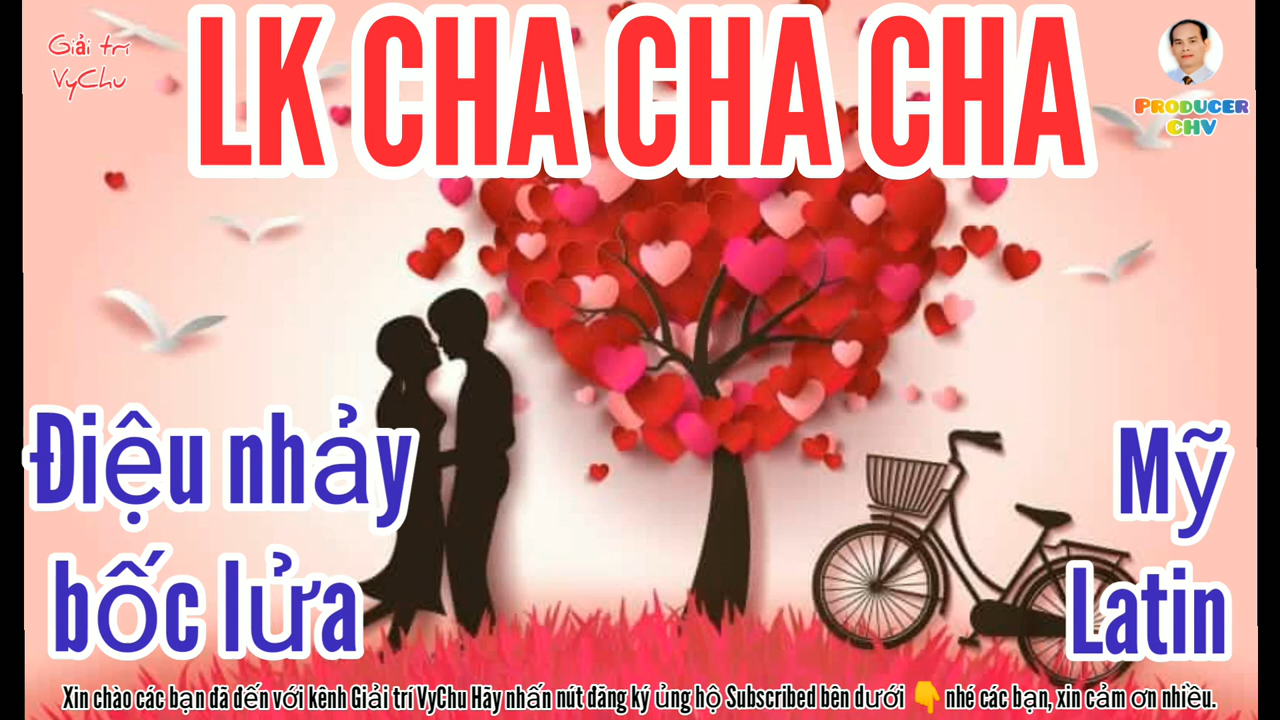 LK CHA CHA CHA
Giải trí
VyChu
PRODUCER
CHV
Điệu nhảy
bốc lửa
Mỹ
Latin
Xin chào các bạn đã đến với kênh Giải trí VyChu Hãy nhấn nút đăng ký ủng hộ Subscribed bên dưới 👇 nhé các bạn, xin cảm ơn nhiều.